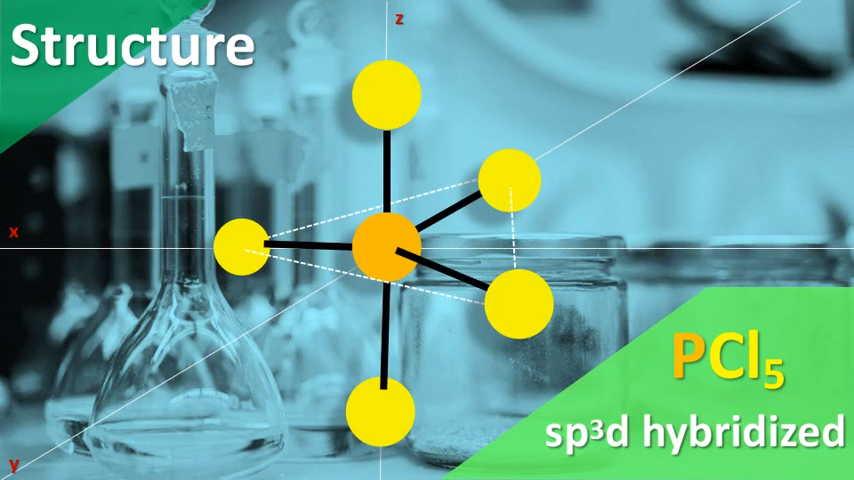 Structure
z
x
PCl₅
sp³d hybridized
y